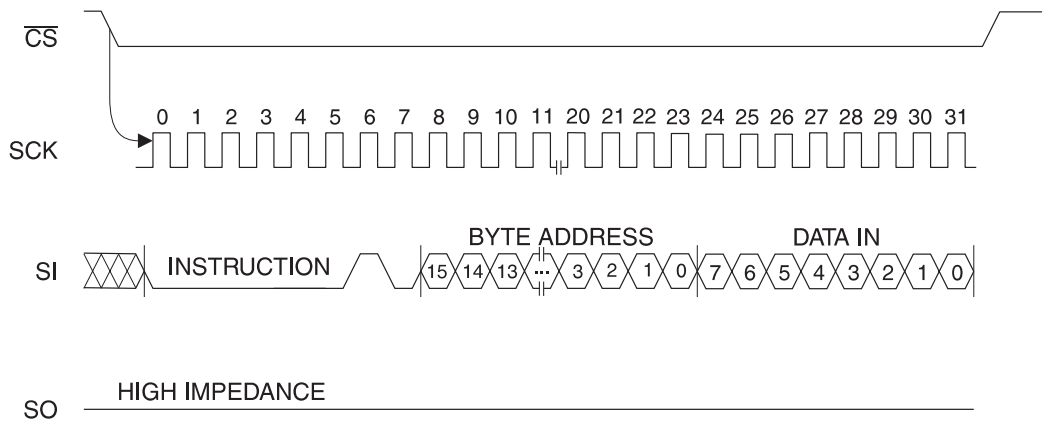 CS
0 1 2 3 4 5 6 7 8 9 10 11 20 21 22 23 24 25 26 27 28 29 30 31
SCK
BYTE ADDRESS DATA IN
SI INSTRUCTION 15 14 13 ... 3 2 1 0 7 6 5 4 3 2 1 0
HIGH IMPEDANCE
SO